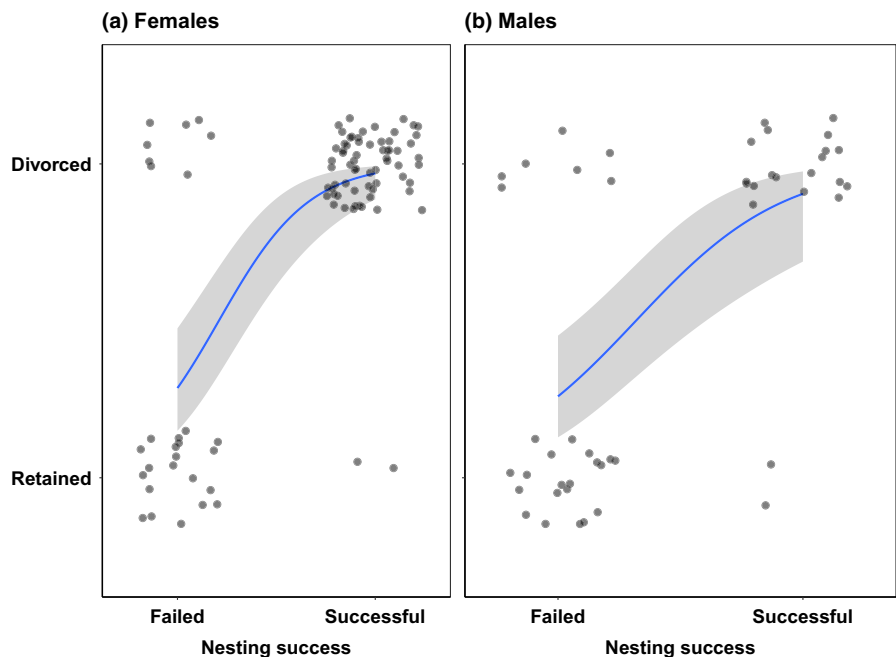 (a) Females
(b) Males
Divorced
Retained
Failed
Successful
Failed
Successful
Nesting success
Nesting success